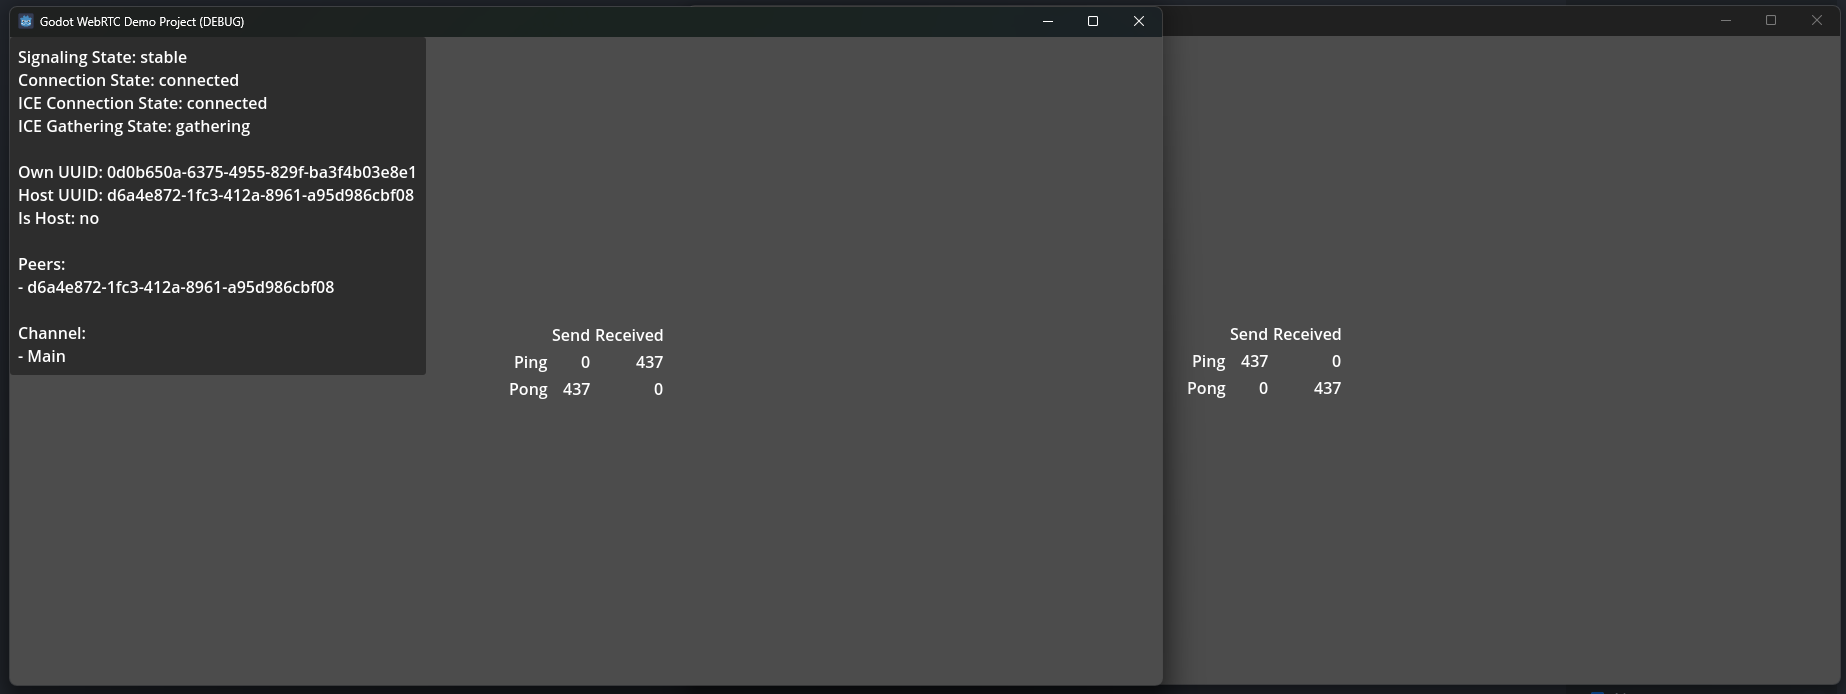 Godot WebRTC Demo Project (DEBUG)
Signaling State: stable
Connection State: connected
ICE Connection State: connected
ICE Gathering State: gathering
Own UUID: 0d0b650a-6375-4955-829f-ba3f4b03e8e1
Host UUID: d6a4e872-1fc3-412a-8961-a95d986cbf08
Is Host: no
Peers:
- d6a4e872-1fc3-412a-8961-a95d986cbf08
Channel:
- Main
Send Received
Ping 0 437
Pong 437 0
Send Received
Ping 437 0
Pong 0 437